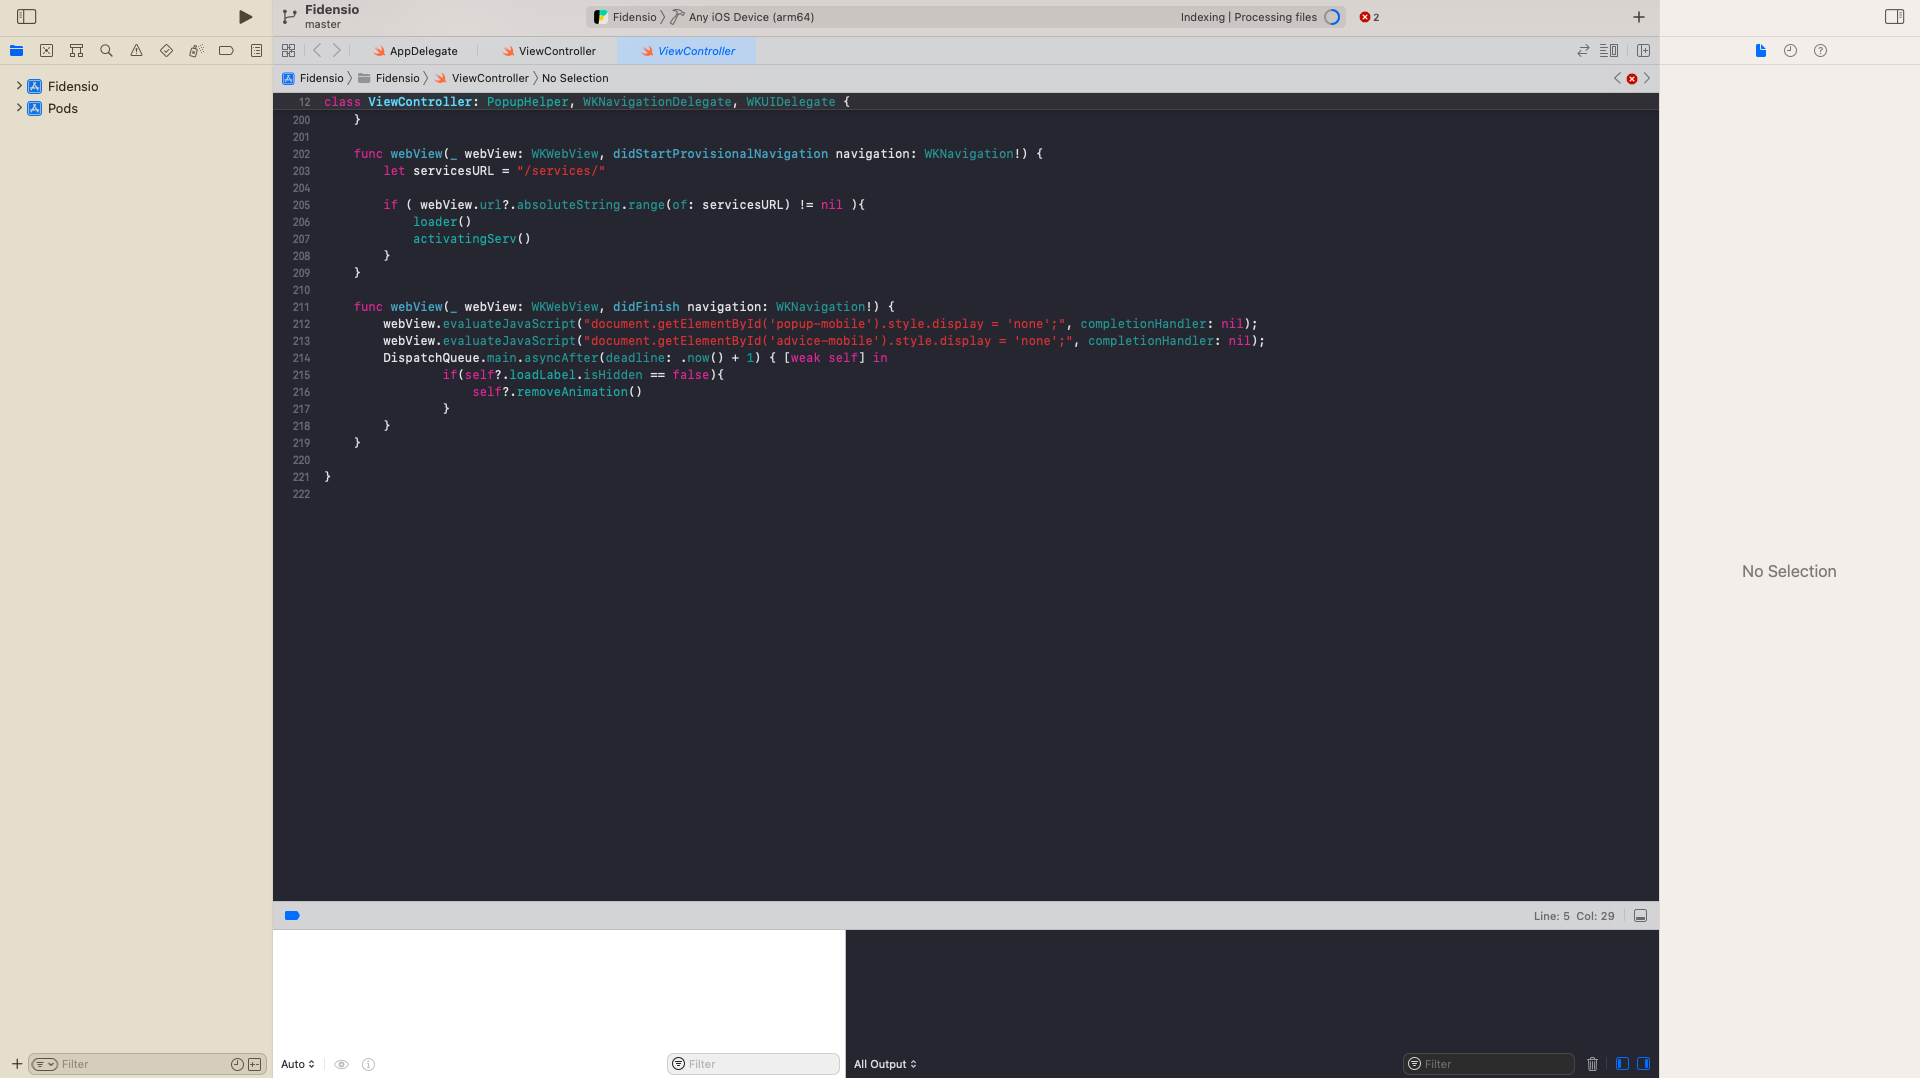 Fidensio
master
Fidensio
Any iOS Device (arm64)
Indexing | Processing files
2
AppDelegate
ViewController
ViewController
Fidensio
Pods
Fidensio
Fidensio
ViewController
No Selection
12 class ViewController: PopupHelper, WKNavigationDelegate, WKUIDelegate {
200 }
201
202 func webView(_ webView: WKWebView, didStartProvisionalNavigation navigation: WKNavigation!) {
203 let servicesURL = "/services/"
204
205 if ( webView.url?.absoluteString.range(of: servicesURL) != nil ){
206 loader()
207 activatingServ()
208 }
209 }
210
211 func webView(_ webView: WKWebView, didFinish navigation: WKNavigation!) {
212 webView.evaluateJavaScript("document.getElementById('popup-mobile').style.display = 'none';", completionHandler: nil);
213 webView.evaluateJavaScript("document.getElementById('advice-mobile').style.display = 'none';", completionHandler: nil);
214 DispatchQueue.main.asyncAfter(deadline: .now() + 1) { [weak self] in
215 if(self?.loadLabel.isHidden == false){
216 self?.removeAnimation()
217 }
218 }
219 }
220
221 }
222
No Selection
Line: 5 Col: 29
Filter
Auto
Filter
All Output
Filter